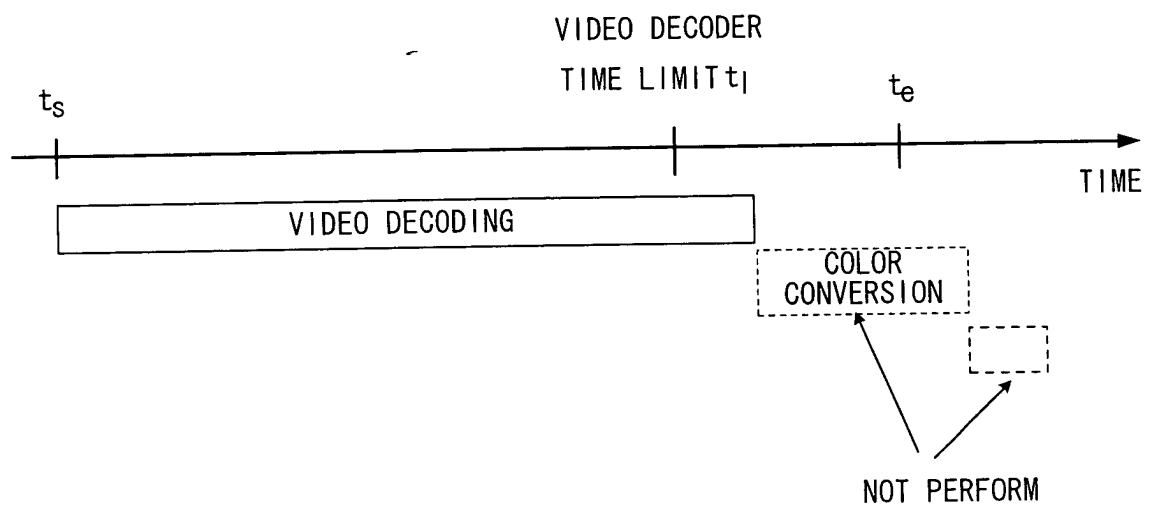 VIDEO DECODER
TIME LIMIT tl
ts
te
TIME
VIDEO DECODING
COLOR
CONVERSION
NOT PERFORM